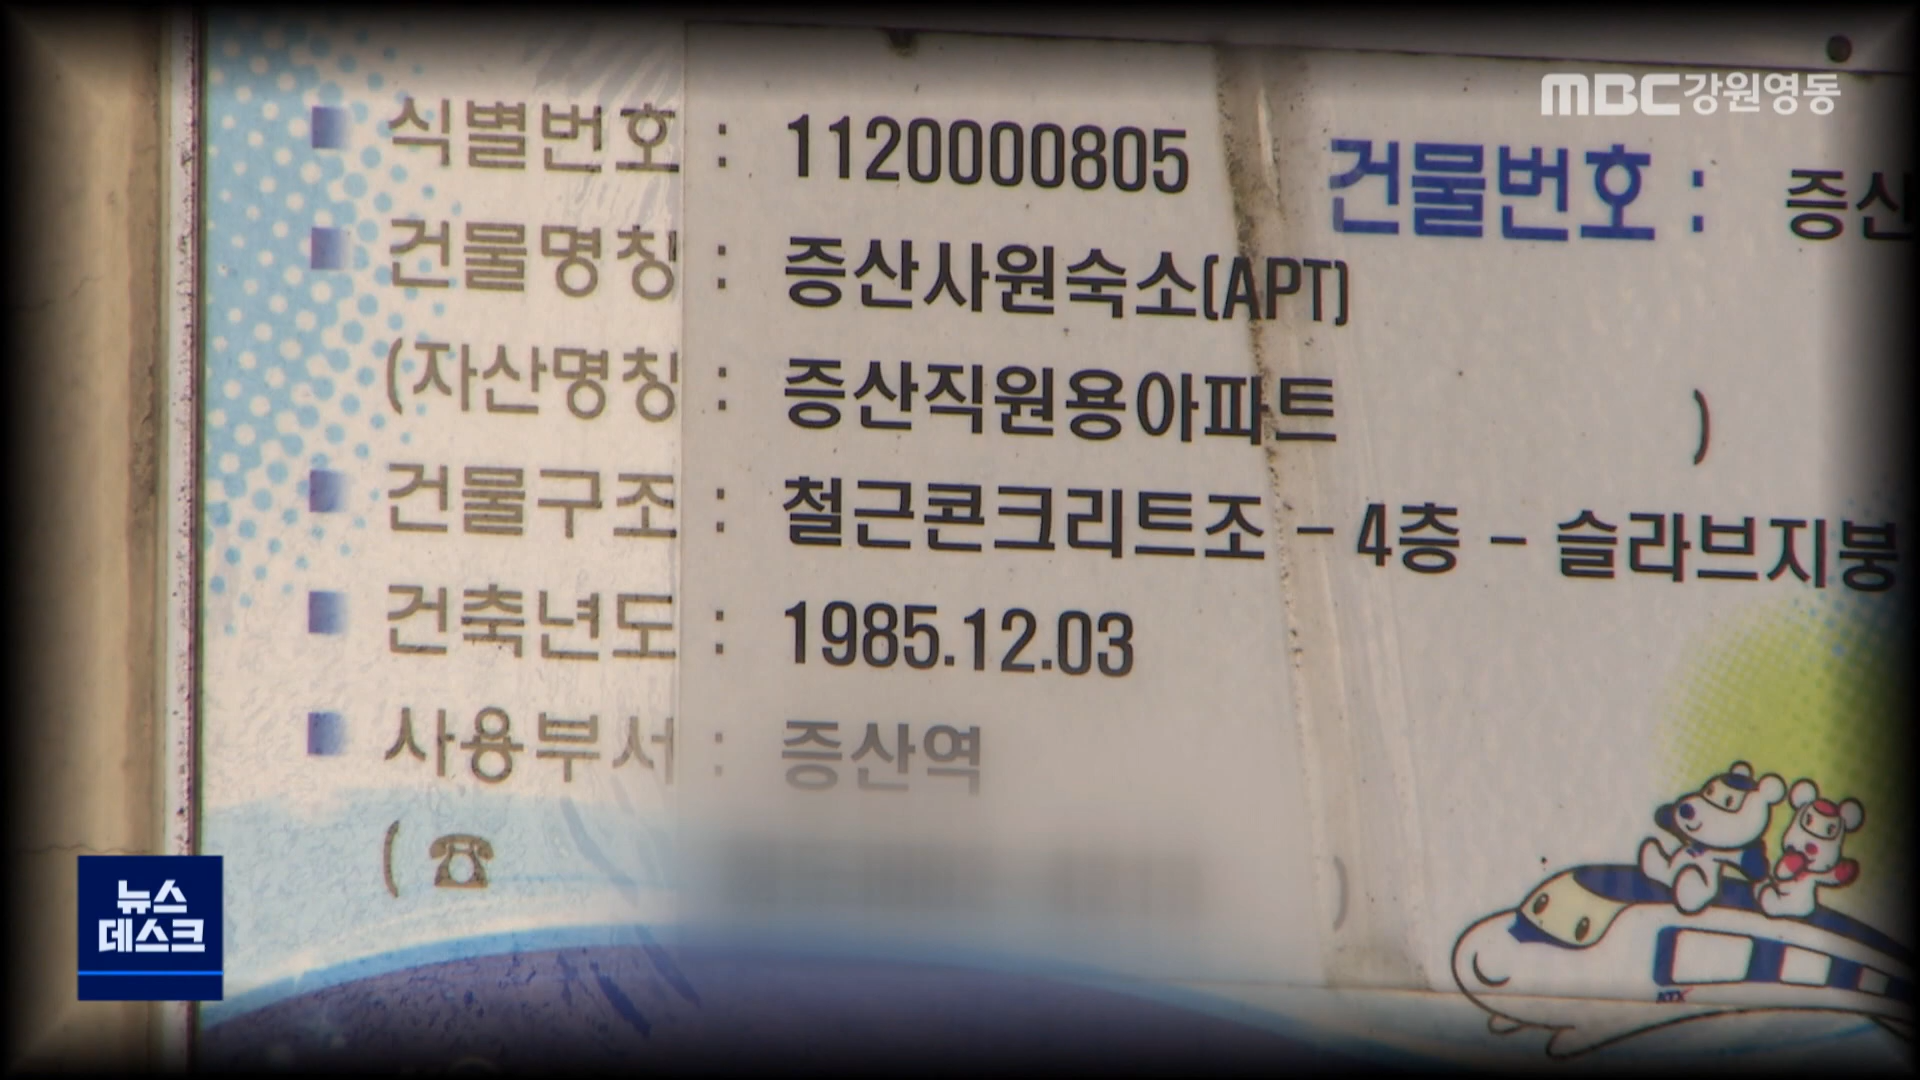 MBC강원영동
식별번호 : 1120000805
건물번호 : 증산
건물명칭 : 증산사원숙소(APT)
(자산명칭 : 증산직원용아파트 )
건물구조 : 철근콘크리트조 - 4층 - 슬라브지붕
건축년도 : 1985.12.03
사용부서 : 증산역
(☎ )
뉴스
데스크